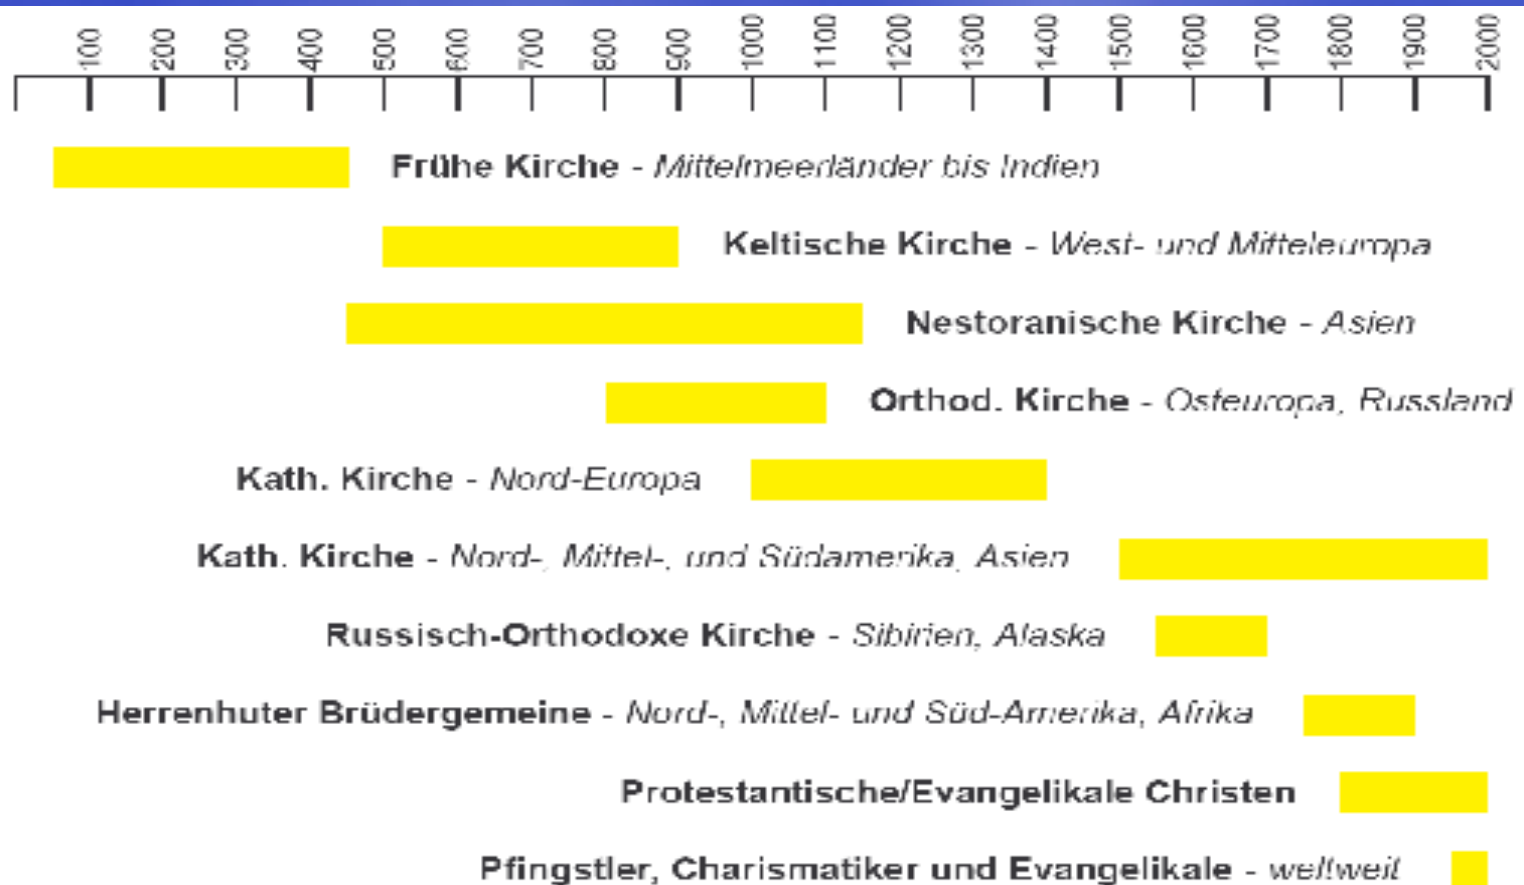 100 200 300 400 500 600 700 800 900 1000 1100 1200 1300 1400 1500 1600 1700 1800 1900 2000
Frühe Kirche - Mittelmeerländer bis Indien
Keltische Kirche - West- und Mitteleuropa
Nestoranische Kirche - Asien
Orthod. Kirche - Osteuropa, Russland
Kath. Kirche - Nord-Europa
Kath. Kirche - Nord-, Mittel-, und Südamerika, Asien
Russisch-Orthodoxe Kirche - Sibirien, Alaska
Herrenhuter Brüdergemeine - Nord-, Mittel- und Süd-Amerika, Afrika
Protestantische/Evangelikale Christen
Pfingstler, Charismatiker und Evangelikale - weltweit